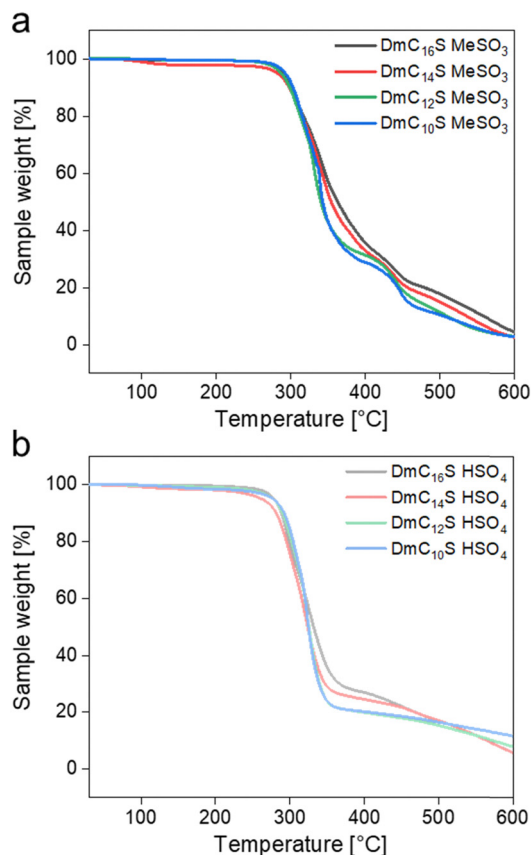 a
100
80
60
40
20
0
Sample weight [%]
DmC₁₆S MeSO₃
DmC₁₄S MeSO₃
DmC₁₂S MeSO₃
DmC₁₀S MeSO₃
100 200 300 400 500 600
Temperature [°C]
b
100
80
60
40
20
0
Sample weight [%]
DmC₁₆S HSO₄
DmC₁₄S HSO₄
DmC₁₂S HSO₄
DmC₁₀S HSO₄
100 200 300 400 500 600
Temperature [°C]